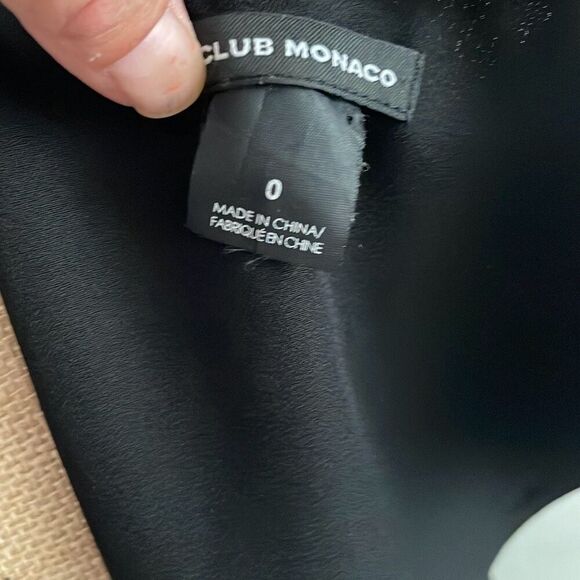 CLUB MONACO
0
MADE IN CHINA/
FABRIQUÉ EN CHINE